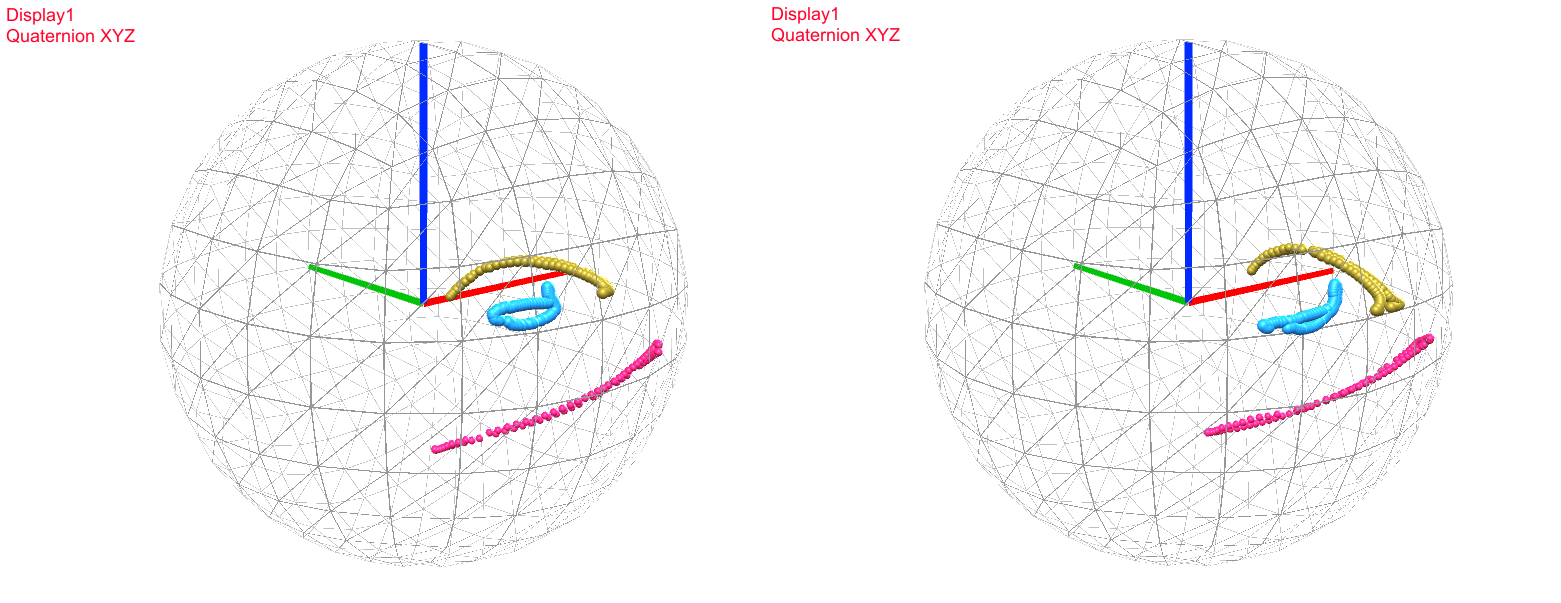 Display1
Quaternion XYZ
Display1
Quaternion XYZ